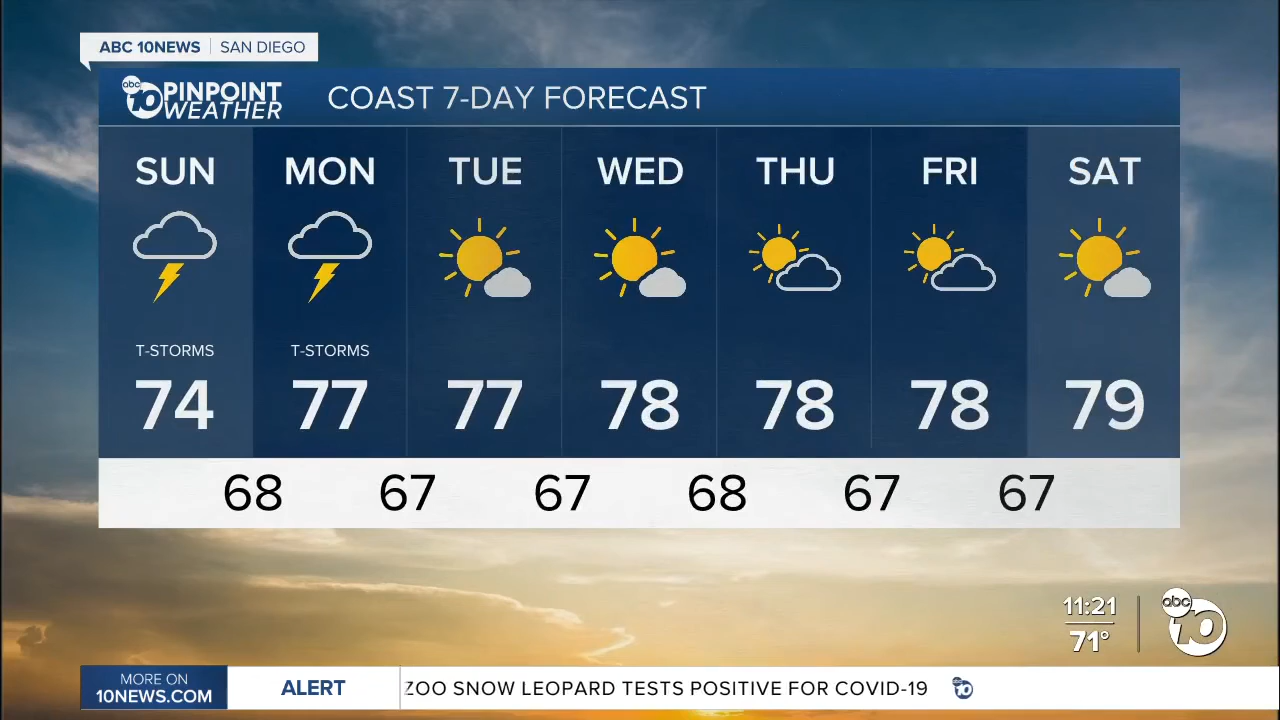 ABC 10NEWS | SAN DIEGO
abc 10 PINPOINT WEATHER
COAST 7-DAY FORECAST
SUN MON TUE WED THU FRI SAT
T-STORMS T-STORMS
74 77 77 78 78 78 79
68 67 67 68 67 67
11:21
71°
abc 10
MORE ON
10NEWS.COM
ALERT
ZOO SNOW LEOPARD TESTS POSITIVE FOR COVID-19 abc 10